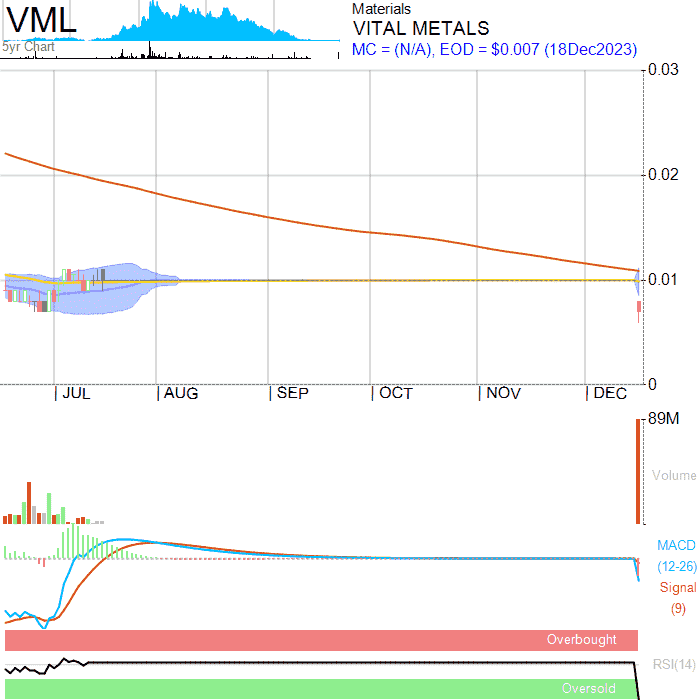 VML
5yr Chart
Materials
VITAL METALS
MC = (N/A), EOD = $0.007 (18Dec2023)
0.03
0.02
0.01
0
JUL AUG SEP OCT NOV DEC
89M
Volume
MACD
(12-26)
Signal
(9)
Overbought
RSI(14)
Oversold